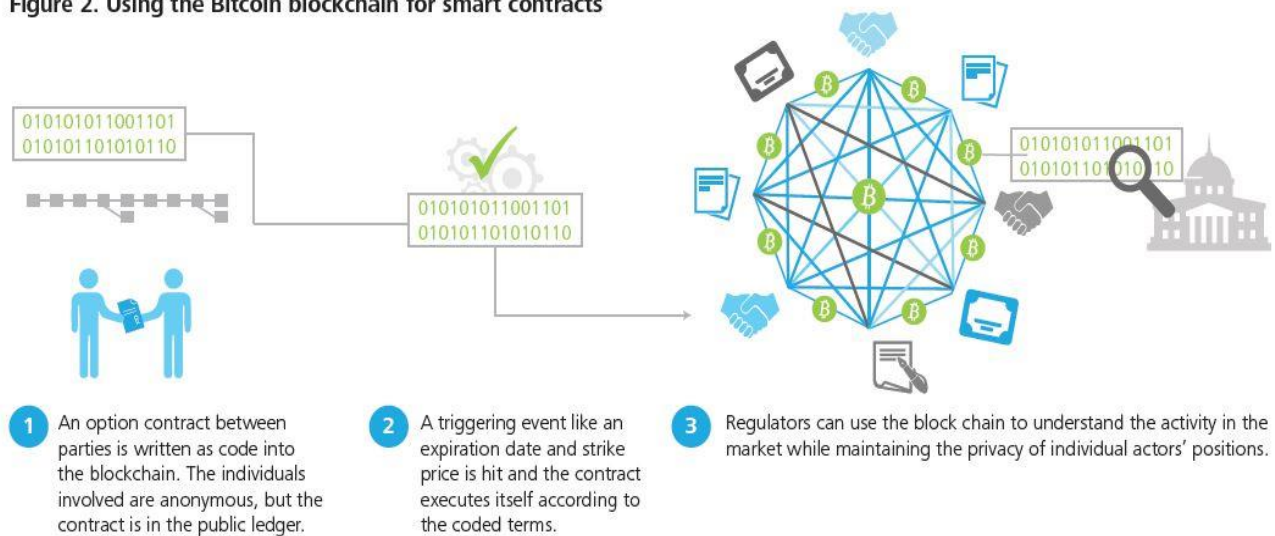 Figure 2. Using the Bitcoin blockchain for smart contracts
010101011001101
010101101010110
010101011001101
010101101010110
010101011001101
010101101010 10
1
An option contract between
parties is written as code into
the blockchain. The individuals
involved are anonymous, but the
contract is in the public ledger.
2
A triggering event like an
expiration date and strike
price is hit and the contract
executes itself according to
the coded terms.
3
Regulators can use the block chain to understand the activity in the
market while maintaining the privacy of individual actors’ positions.